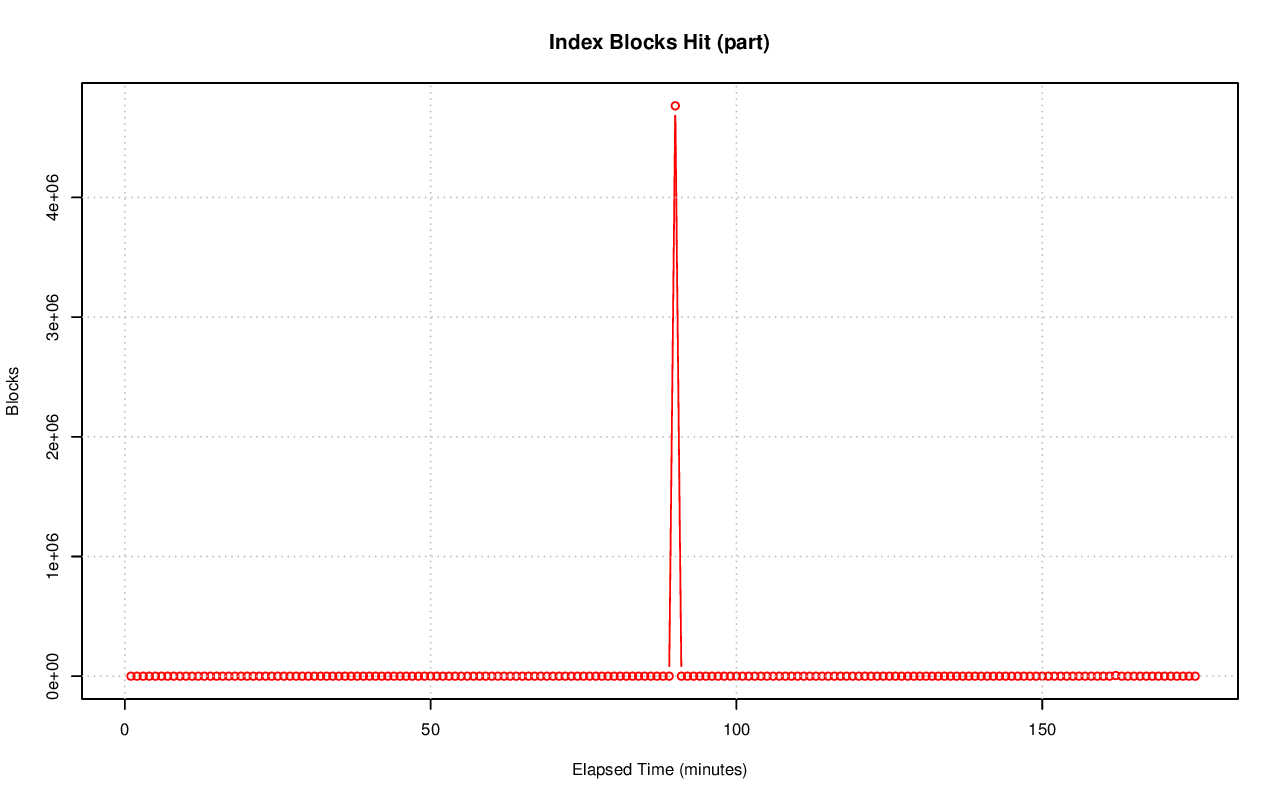 Index Blocks Hit (part)
Blocks
4e+06
3e+06
2e+06
1e+06
0e+00
0 50 100 150
Elapsed Time (minutes)